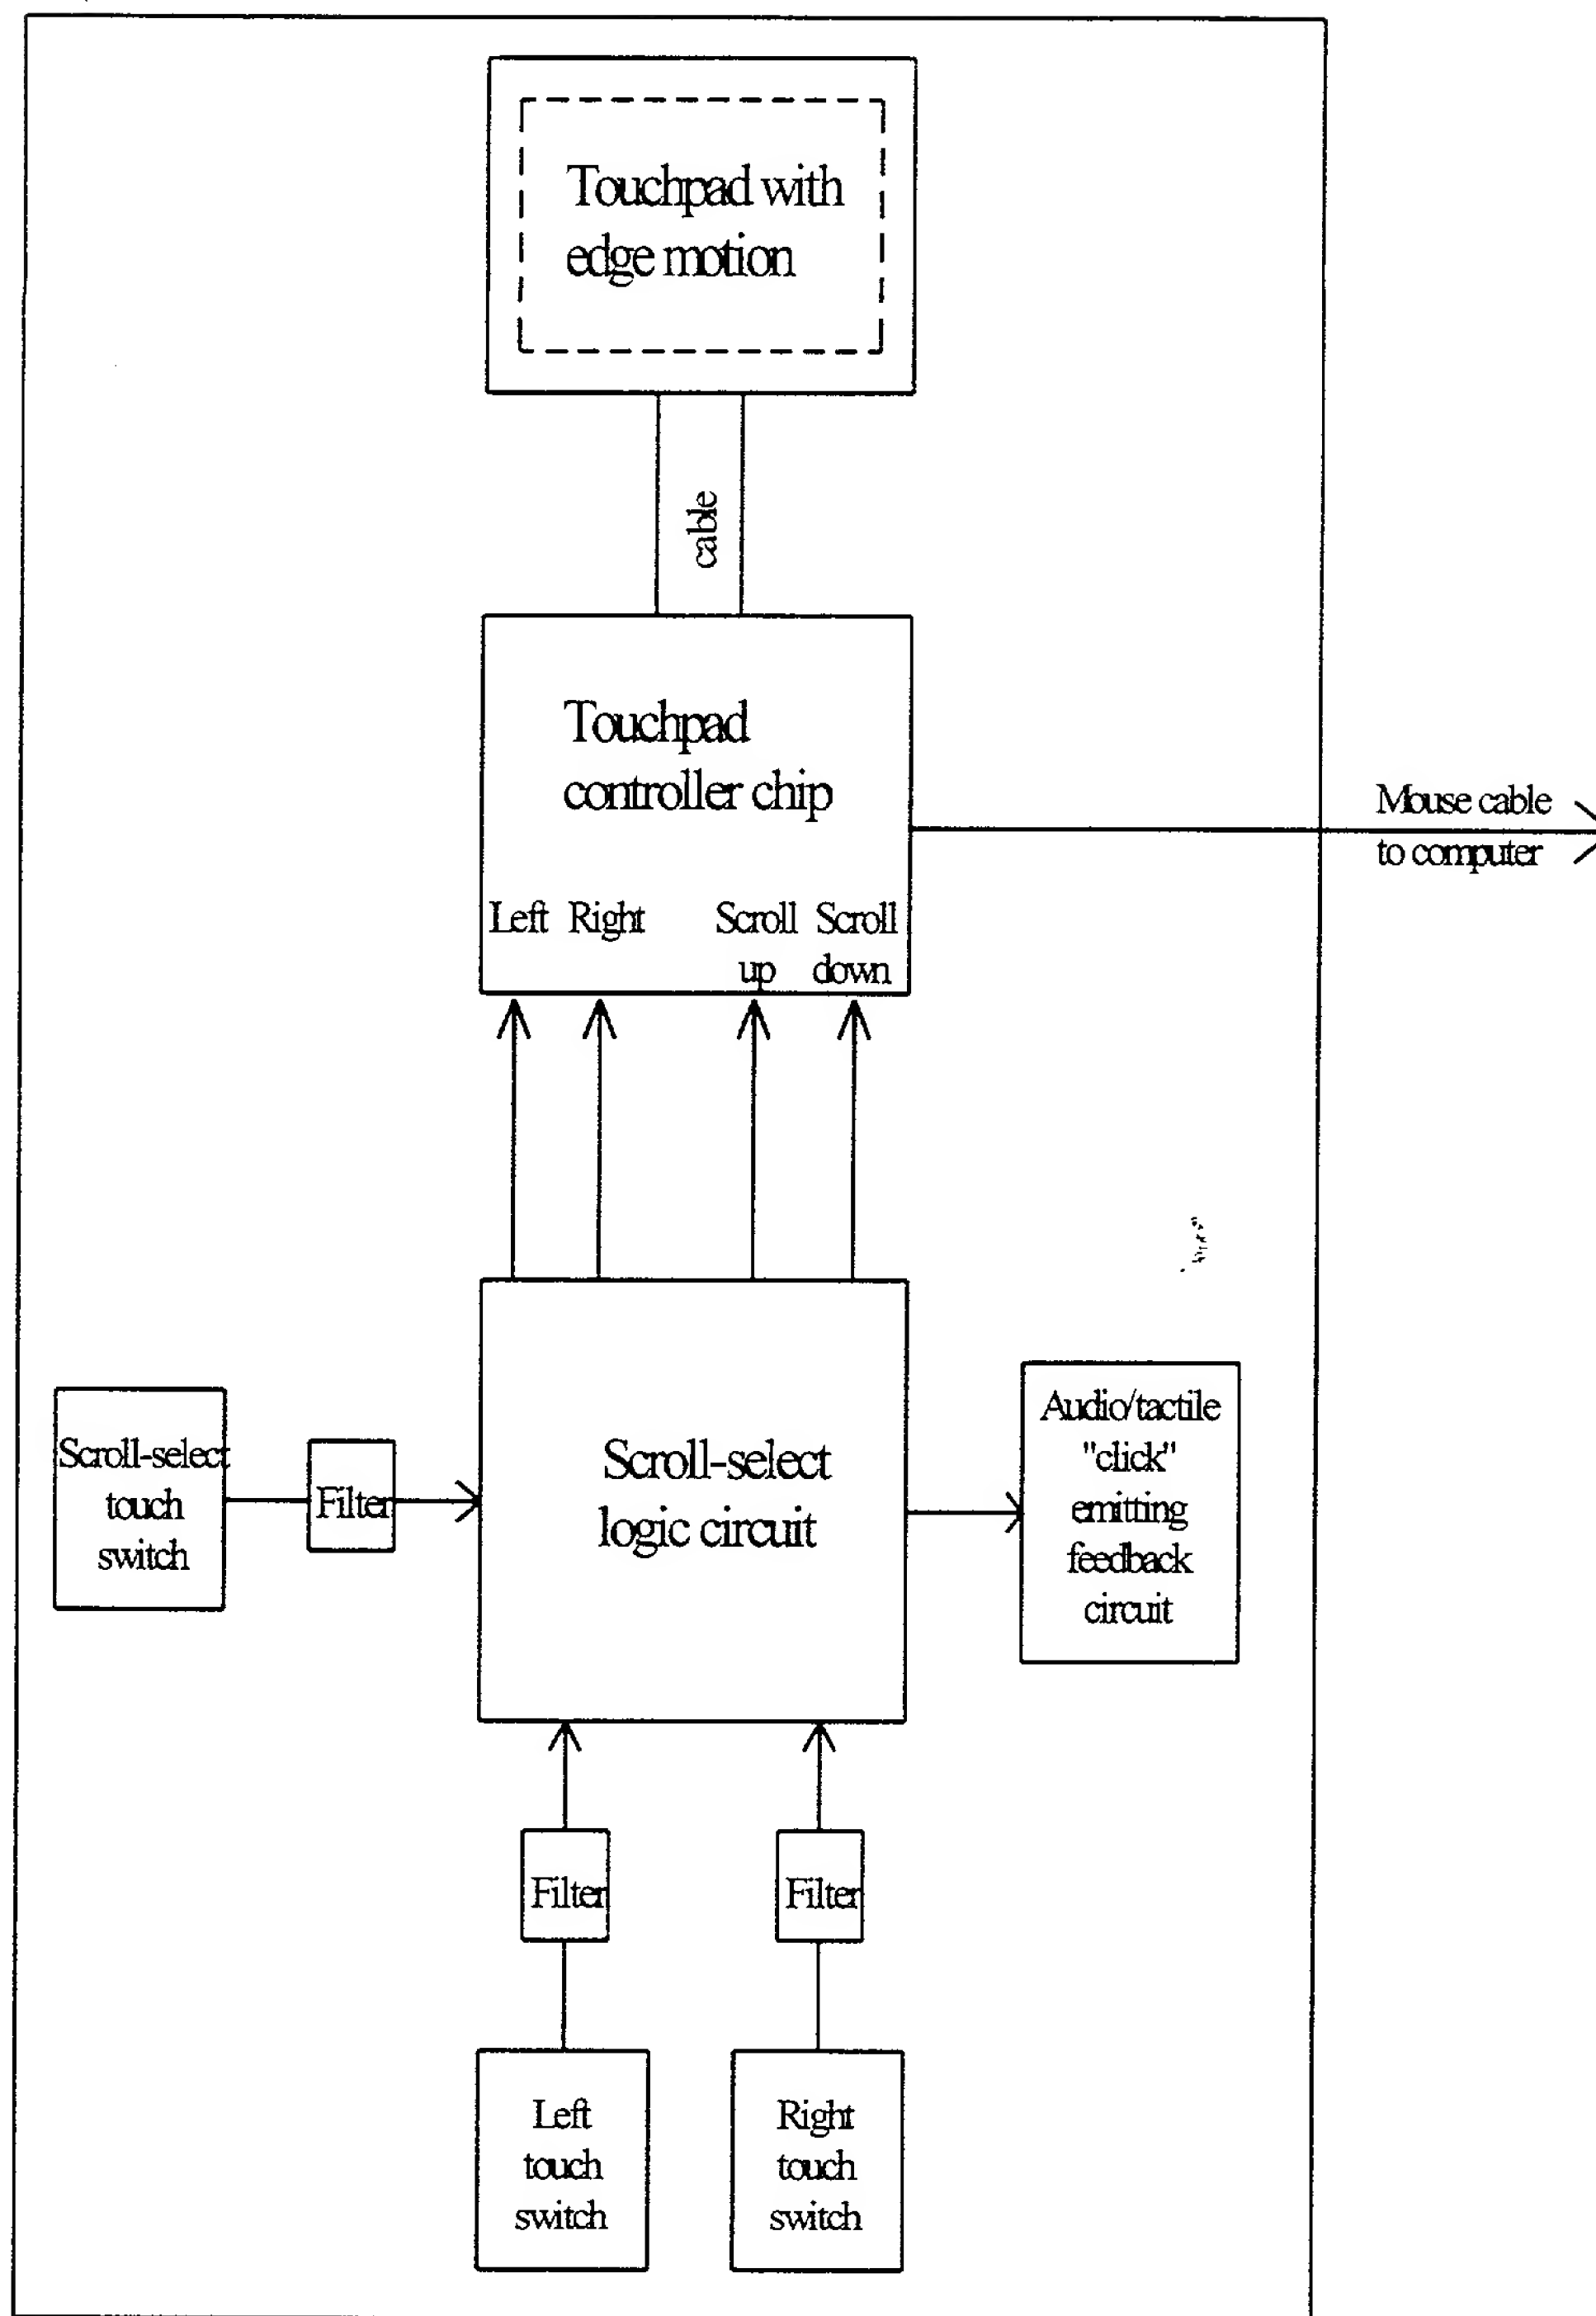 Touchpad with
edge motion
cable
Touchpad
controller chip
Mouse cable
to computer
Left Right Scroll Scroll
up down
Scroll-select
touch
switch
Filter
Scroll-select
logic circuit
Audio/tactile
"click"
emitting
feedback
circuit
Filter
Filter
Left
touch
switch
Right
touch
switch